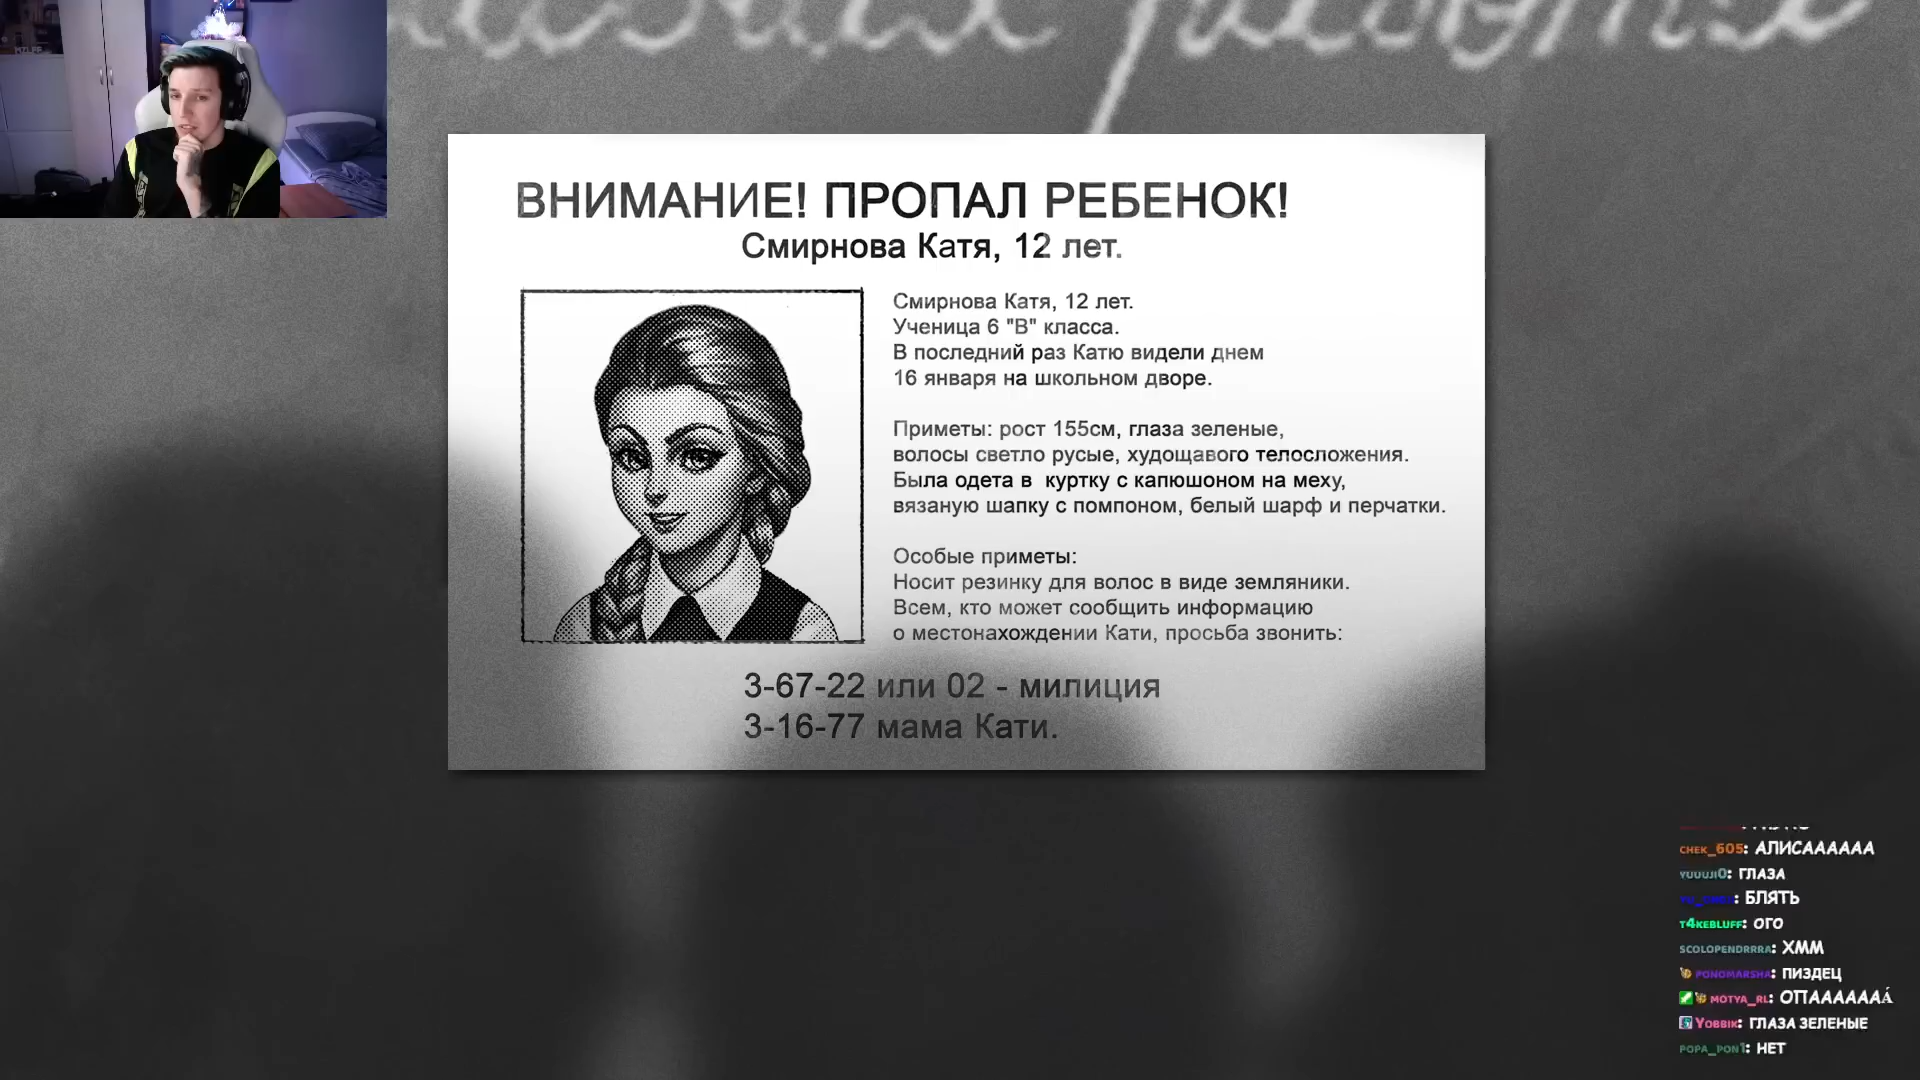 ВНИМАНИЕ! ПРОПАЛ РЕБЕНОК!
Смирнова Катя, 12 лет.
Смирнова Катя, 12 лет.
Ученица 6 "В" класса.
В последний раз Катю видели днем
16 января на школьном дворе.
Приметы: рост 155см, глаза зеленые,
волосы светло русые, худощавого телосложения.
Была одета в куртку с капюшоном на меху,
вязаную шапку с помпоном, белый шарф и перчатки.
Особые приметы:
Носит резинку для волос в виде земляники.
Всем, кто может сообщить информацию
о местонахождении Кати, просьба звонить:
3-67-22 или 02 - милиция
3-16-77 мама Кати.
CHEK_605: АЛИСАААААА
YUUUJI0: ГЛАЗА
: БЛЯТЬ
T4KEBLUFF: ОГО
SCOLOPENDRRRA: ХММ
PONOMARSHA: ПИЗДЕЦ
MOTYA_RL: ОПАААААAÁ
YOBBIK: ГЛАЗА ЗЕЛЕНЫЕ
POPA_PON1: НЕТ